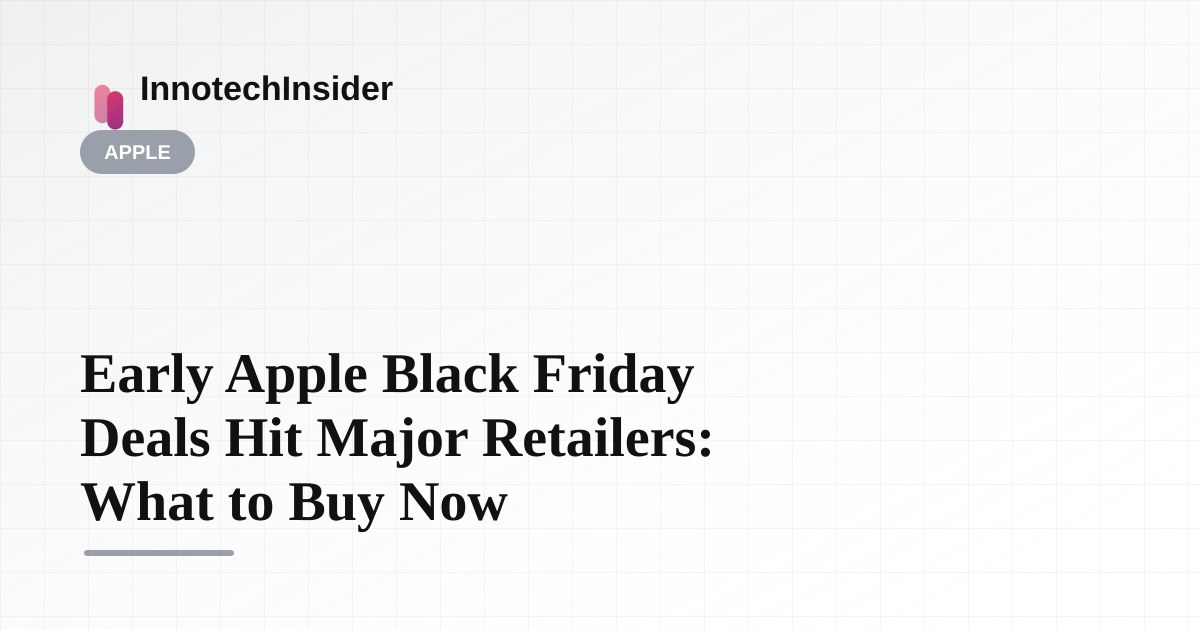 InnotechInsider
APPLE
Early Apple Black Friday
Deals Hit Major Retailers:
What to Buy Now